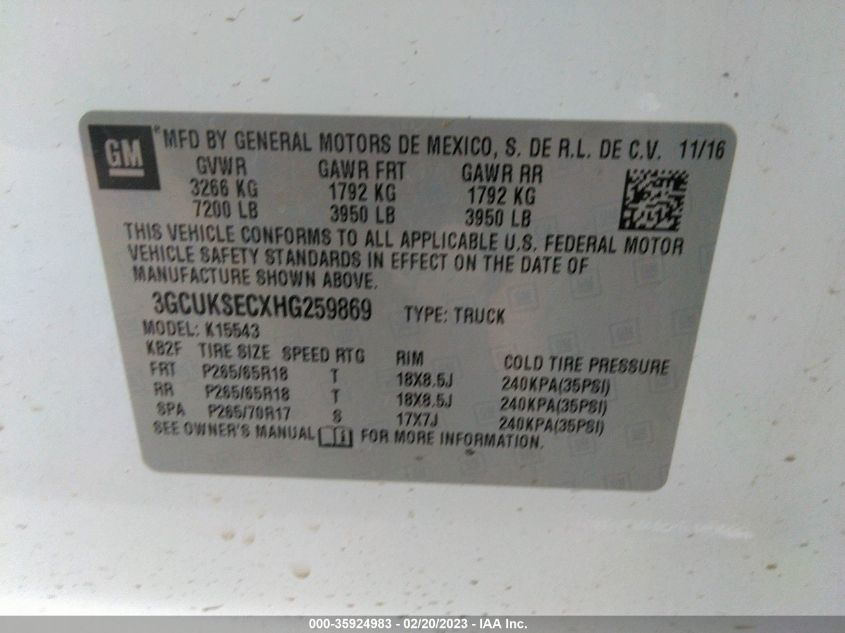 GM ® MFD BY GENERAL MOTORS DE MEXICO, S. DE R.L. DE C.V. 11/16
GVWR GAWR FRT GAWR RR
3266 KG 1792 KG 1792 KG
7200 LB 3950 LB 3950 LB
THIS VEHICLE CONFORMS TO ALL APPLICABLE U.S. FEDERAL MOTOR
VEHICLE SAFETY STANDARDS IN EFFECT ON THE DATE OF
MANUFACTURE SHOWN ABOVE.
3GCUKSECXHG259869 TYPE: TRUCK
MODEL: K15543
KB2F TIRE SIZE SPEED RTG RIM COLD TIRE PRESSURE
FRT P265/65R18 T 18X8.5J 240KPA(35PSI)
RR P265/65R18 T 18X8.5J 240KPA(35PSI)
SPA P265/70R17 S 17X7J 240KPA(35PSI)
SEE OWNER'S MANUAL FOR MORE INFORMATION.
000-35924983 - 02/20/2023 - IAA Inc.